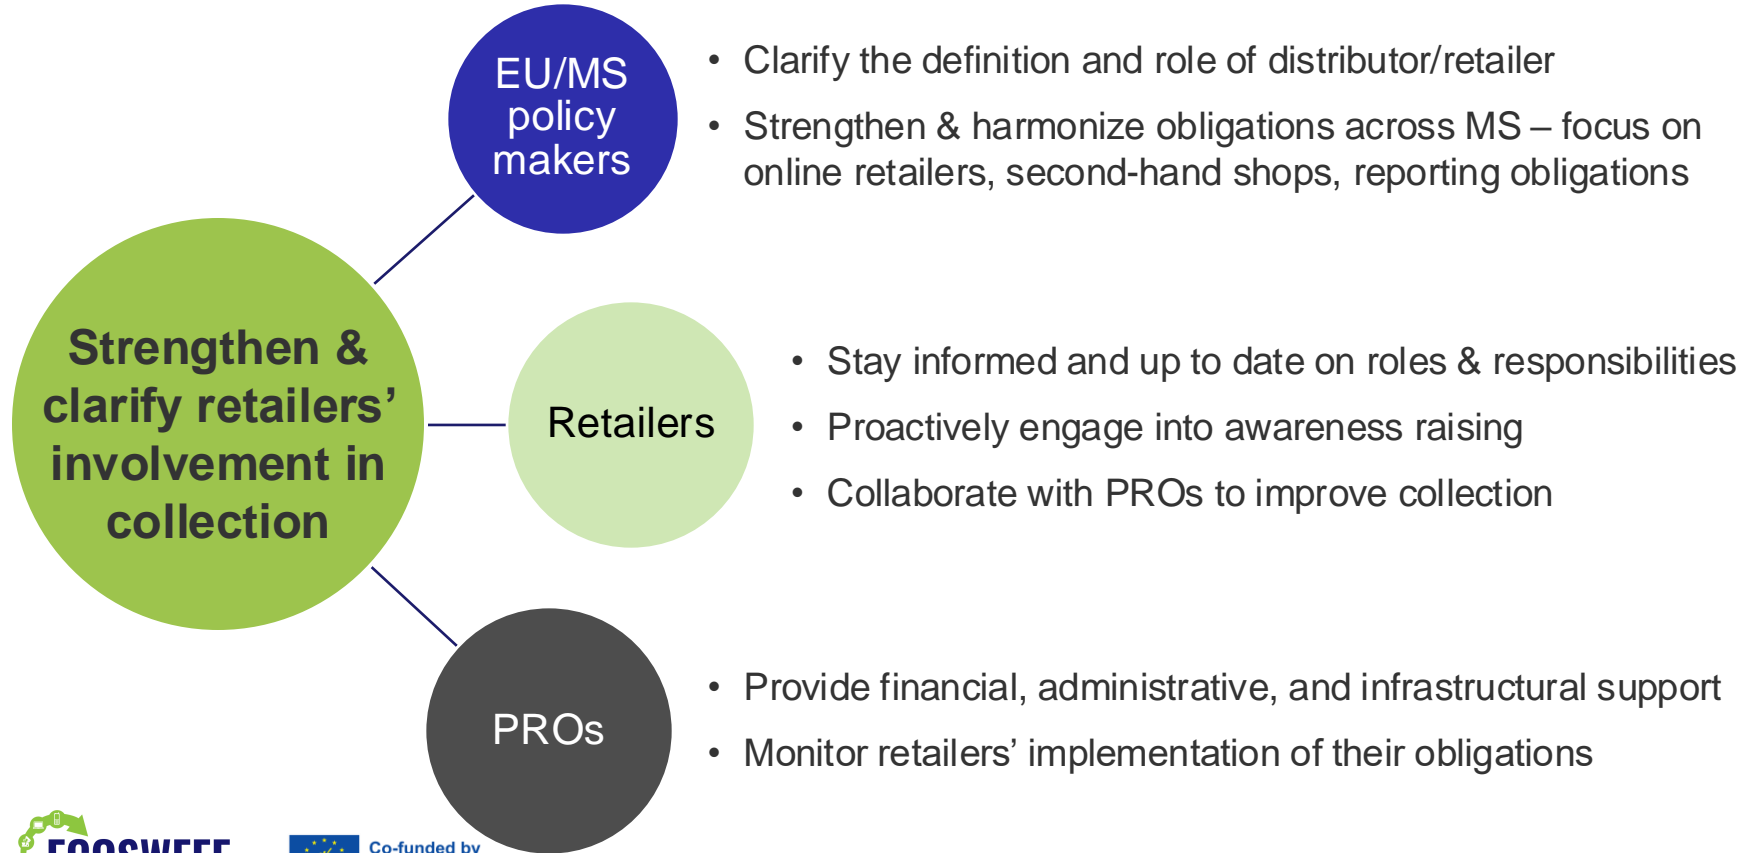 EU/MS
policy
makers
• Clarify the definition and role of distributor/retailer
• Strengthen & harmonize obligations across MS – focus on
online retailers, second-hand shops, reporting obligations
Strengthen &
clarify retailers’
involvement in
collection
Retailers
• Stay informed and up to date on roles & responsibilities
• Proactively engage into awareness raising
• Collaborate with PROs to improve collection
PROs
• Provide financial, administrative, and infrastructural support
• Monitor retailers’ implementation of their obligations
Co-funded by